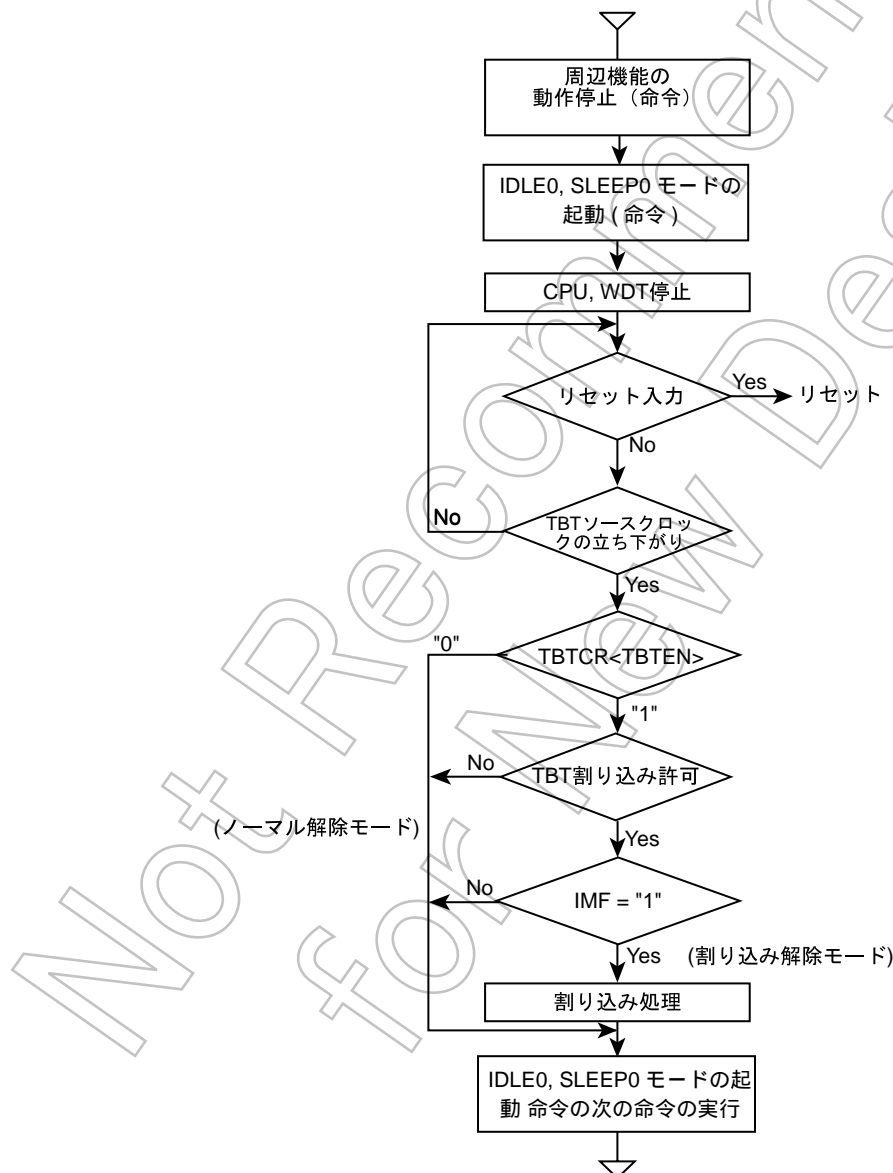 周辺機能の
動作停止（命令）
IDLE0, SLEEP0 モードの
起動 ( 命令 )
CPU, WDT停止
リセット入力
Yes
リセット
No
No
TBTソースクロッ
クの立ち下がり
Yes
"0"
TBTCR<TBTEN>
"1"
No
TBT割り込み許可
(ノーマル解除モード)
Yes
No
IMF = "1"
Yes
(割り込み解除モード)
割り込み処理
IDLE0, SLEEP0 モードの起
動 命令の次の命令の実行
Not Recommen
for New De